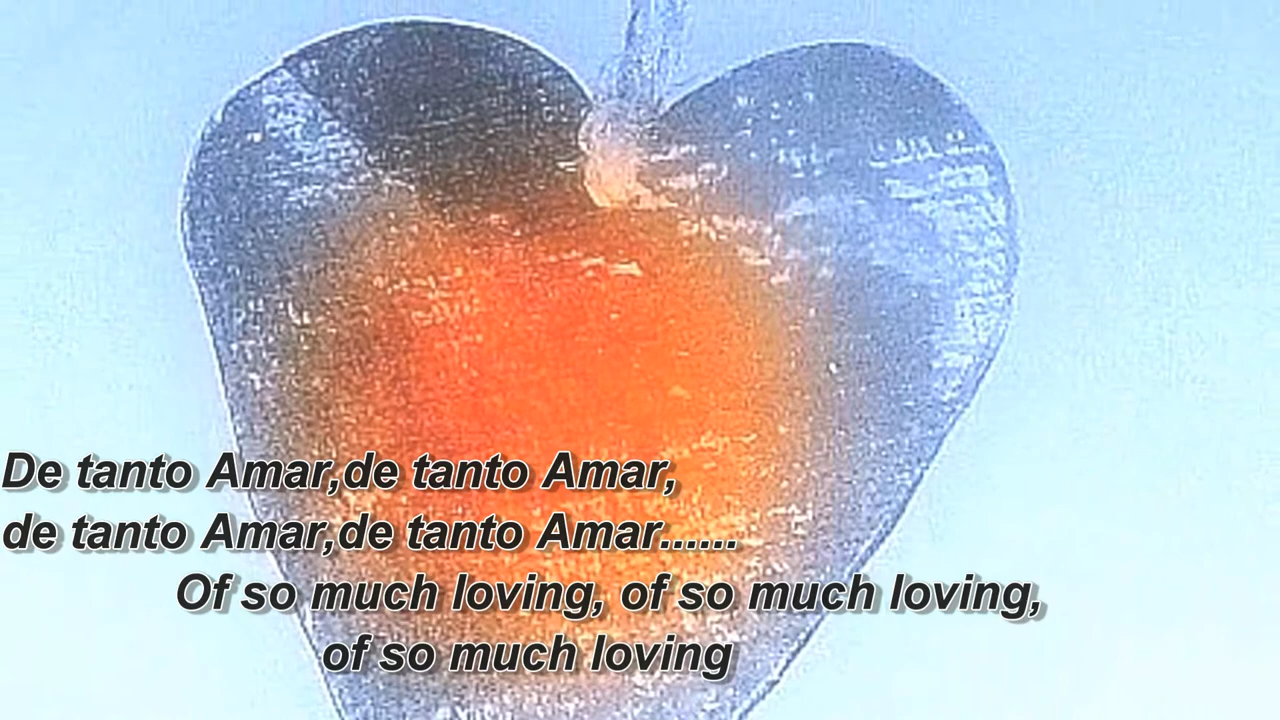 De tanto Amar,de tanto Amar,
de tanto Amar,de tanto Amar......
Of so much loving, of so much loving,
of so much loving